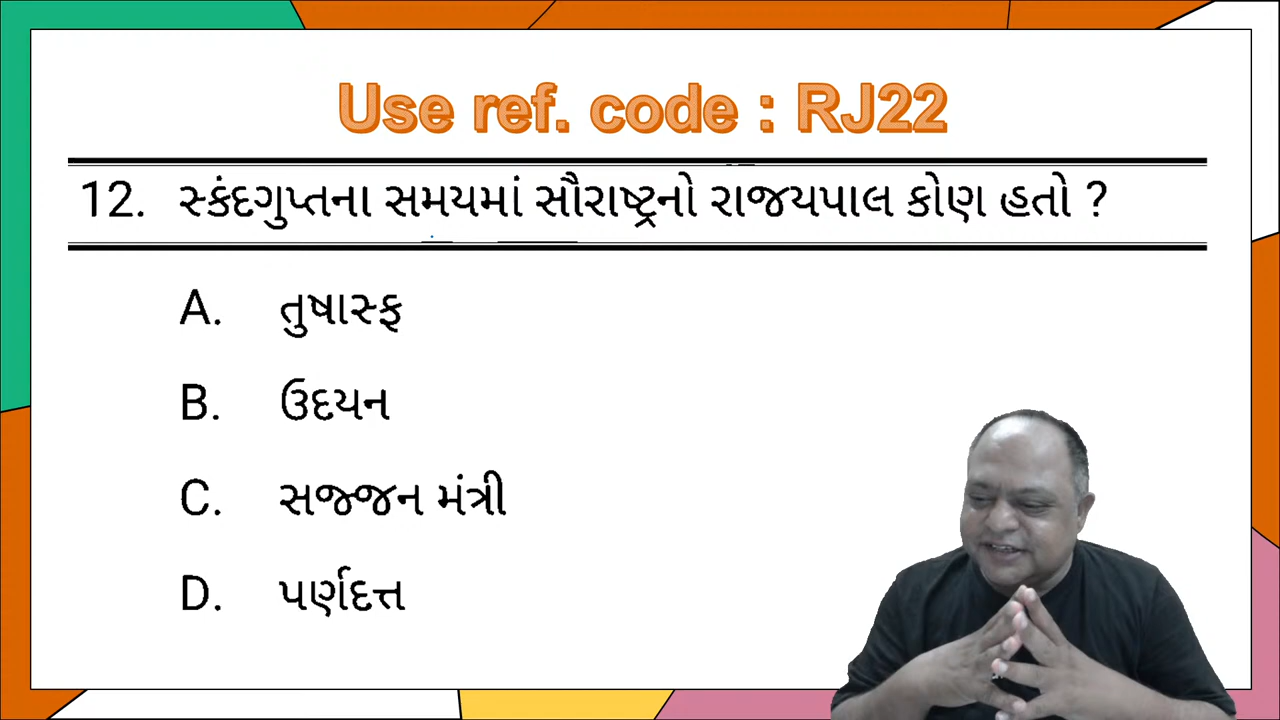 Use ref. code : RJ22
12. સ્કંદગુપ્તના સમયમાં સૌરાષ્ટ્રનો રાજયપાલ કોણ હતો ?
A. તુષાસ્ફ
B. ઉદયન
C. સજ્જન મંત્રી
D. પર્ણદત્ત